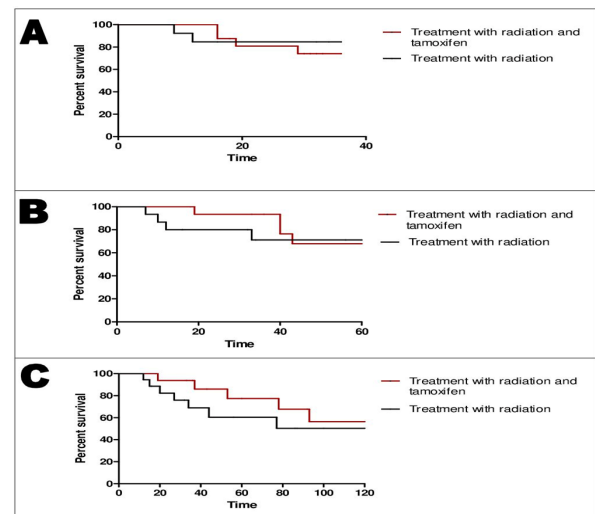 A
Percent survival
100
80
60
40
20
0
0 20 40
Time
Treatment with radiation and
tamoxifen
Treatment with radiation
B
Percent survival
100
80
60
40
20
0
0 20 40 60
Time
Treatment with radiation and
tamoxifen
Treatment with radiation
C
Percent survival
100
80
60
40
20
0
0 20 40 60 80 100 120
Time
Treatment with radiation and
tamoxifen
Treatment with radiation